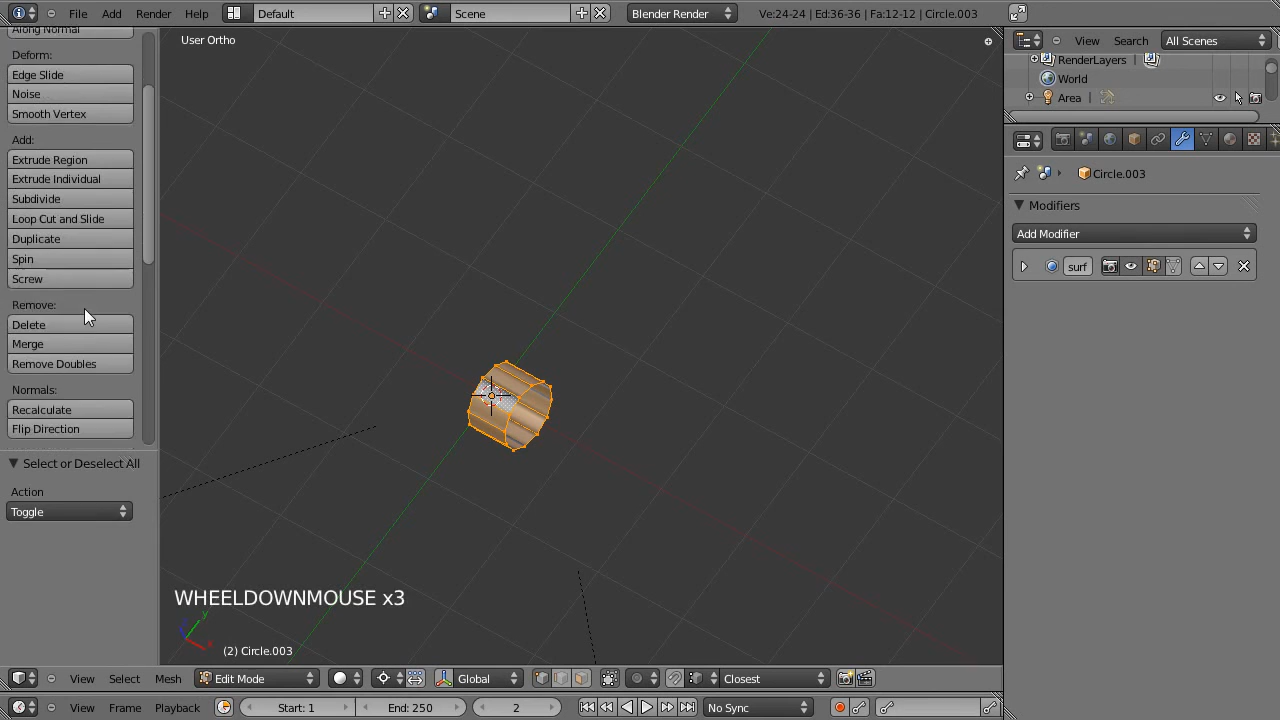 File Add Render Help Default Scene Blender Render Ve:24-24 | Ed:36-36 | Fa:12-12 | Circle.003
View Search All Scenes
RenderLayers |
World
Area |
Circle.003
Modifiers
Add Modifier
surf
Along Normal
Deform:
Edge Slide
Noise
Smooth Vertex
Add:
Extrude Region
Extrude Individual
Subdivide
Loop Cut and Slide
Duplicate
Spin
Screw
Remove:
Delete
Merge
Remove Doubles
Normals:
Recalculate
Flip Direction
Select or Deselect All
Action
Toggle
User Ortho
WHEELDOWNMOUSE x3
y
x
(2) Circle.003
View Select Mesh Edit Mode Global Closest
View Frame Playback Start: 1 End: 250 2 No Sync